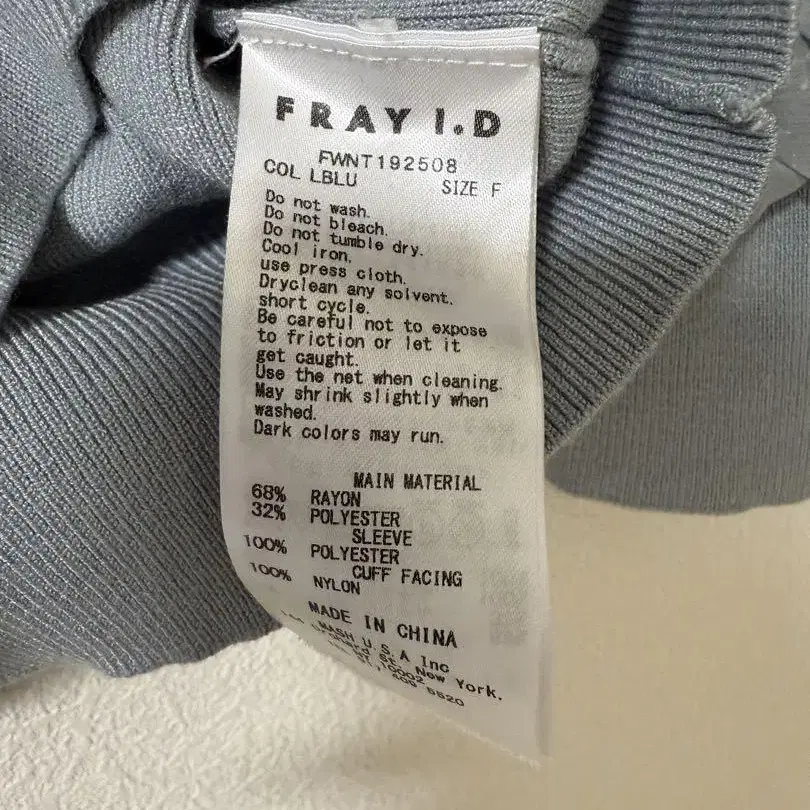 FRAY I.D
FWNT192508
COL LBLU SIZE F
Do not wash.
Do not bleach.
Do not tumble dry.
Cool iron.
use press cloth.
Dryclean any solvent.
short cycle.
Be careful not to expose
to friction or let it
get caught.
Use the net when cleaning.
May shrink slightly when
washed.
Dark colors may run.
MAIN MATERIAL
68% RAYON
32% POLYESTER
SLEEVE
100% POLYESTER
CUFF FACING
100% NYLON
MADE IN CHINA
MASH U.S.A Inc
St. New York.
10002
5520